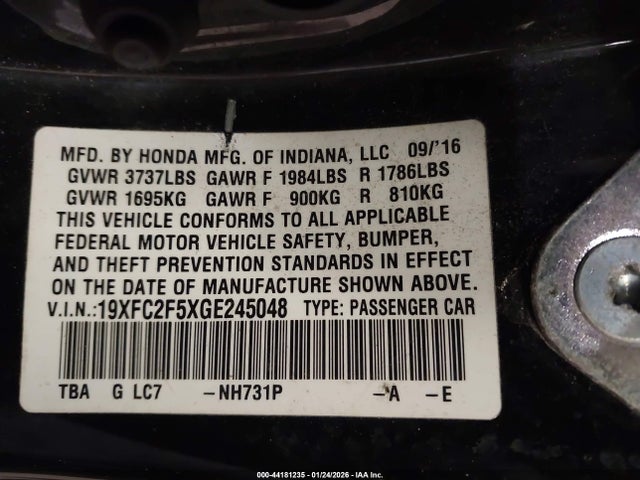 MFD. BY HONDA MFG. OF INDIANA, LLC 09/'16
GVWR 3737LBS GAWR F 1984LBS R 1786LBS
GVWR 1695KG GAWR F 900KG R 810KG
THIS VEHICLE CONFORMS TO ALL APPLICABLE
FEDERAL MOTOR VEHICLE SAFETY, BUMPER,
AND THEFT PREVENTION STANDARDS IN EFFECT
ON THE DATE OF MANUFACTURE SHOWN ABOVE.
V.I.N.:19XFC2F5XGE245048 TYPE: PASSENGER CAR
TBA G LC7 –NH731P –A –E
000-44181235 - 01/24/2026 - IAA Inc.